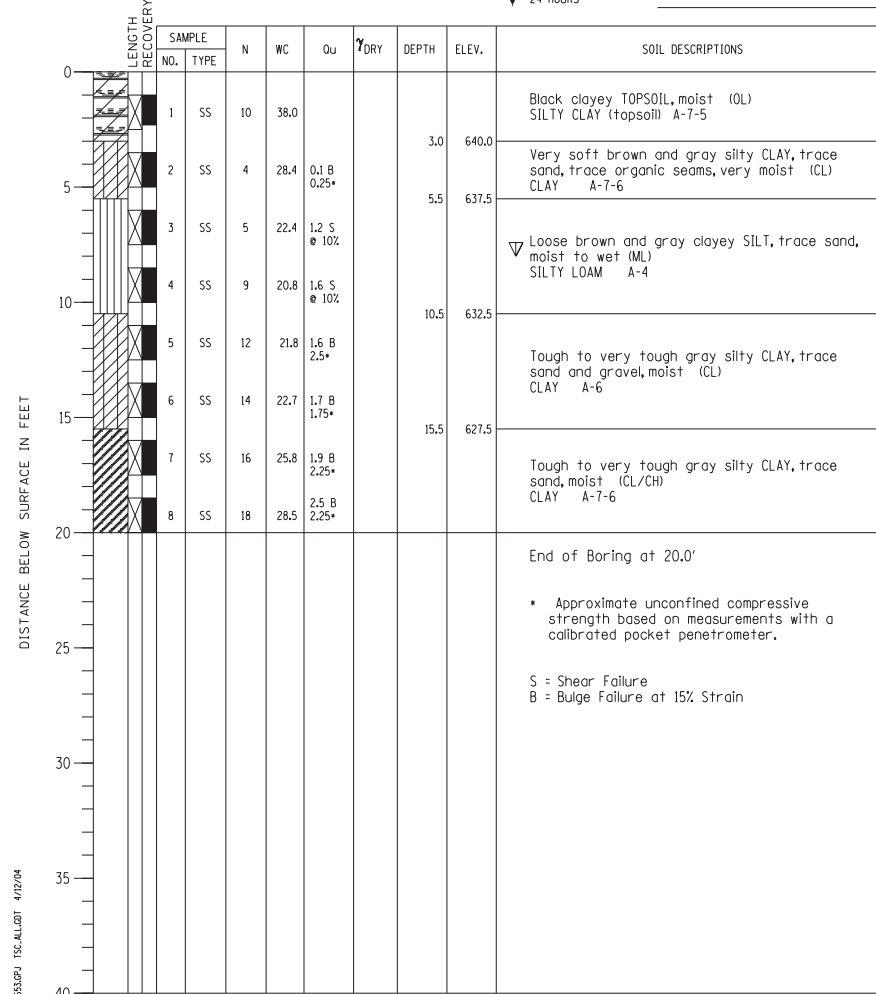 24 HOURS
LENGTH
RECOVERY
SAMPLE
NO. TYPE N WC Qu γDRY DEPTH ELEV. SOIL DESCRIPTIONS
0
Black clayey TOPSOIL, moist (OL)
1 SS 10 38.0
SILTY CLAY (topsoil) A-7-5
3.0 640.0
Very soft brown and gray silty CLAY, trace
2 SS 4 28.4 0.1 B
sand, trace organic seams, very moist (CL)
0.25*
CLAY A-7-6
5
5.5 637.5
3 SS 5 22.4 1.2 S
@ 10%
Loose brown and gray clayey SILT, trace sand,
moist to wet (ML)
SILTY LOAM A-4
4 SS 9 20.8 1.6 S
@ 10%
10
10.5 632.5
5 SS 12 21.8 1.6 B
2.5*
Tough to very tough gray silty CLAY, trace
sand and gravel, moist (CL)
CLAY A-6
6 SS 14 22.7 1.7 B
1.75*
15
15.5 627.5
7 SS 16 25.8 1.9 B
2.25*
Tough to very tough gray silty CLAY, trace
sand, moist (CL/CH)
CLAY A-7-6
2.5 B
8 SS 18 28.5 2.25*
20
End of Boring at 20.0'
* Approximate unconfined compressive
strength based on measurements with a
calibrated pocket penetrometer.
25
S = Shear Failure
B = Bulge Failure at 15% Strain
30
35
40
DISTANCE BELOW SURFACE IN FEET
553.GPJ TSC_ALL.GDT 4/12/04